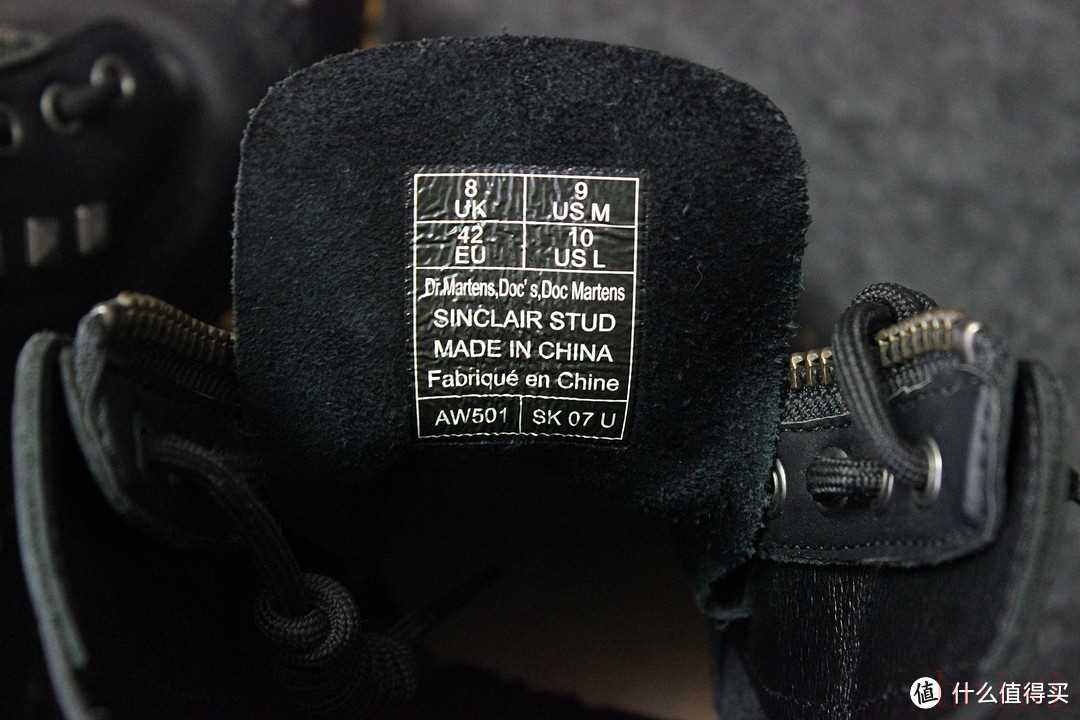 8 9
UK US M
42 10
EU US L
Dr.Martens,Doc's,Doc Martens
SINCLAIR STUD
MADE IN CHINA
Fabriqué en Chine
AW501 SK 07 U
值 什么值得买